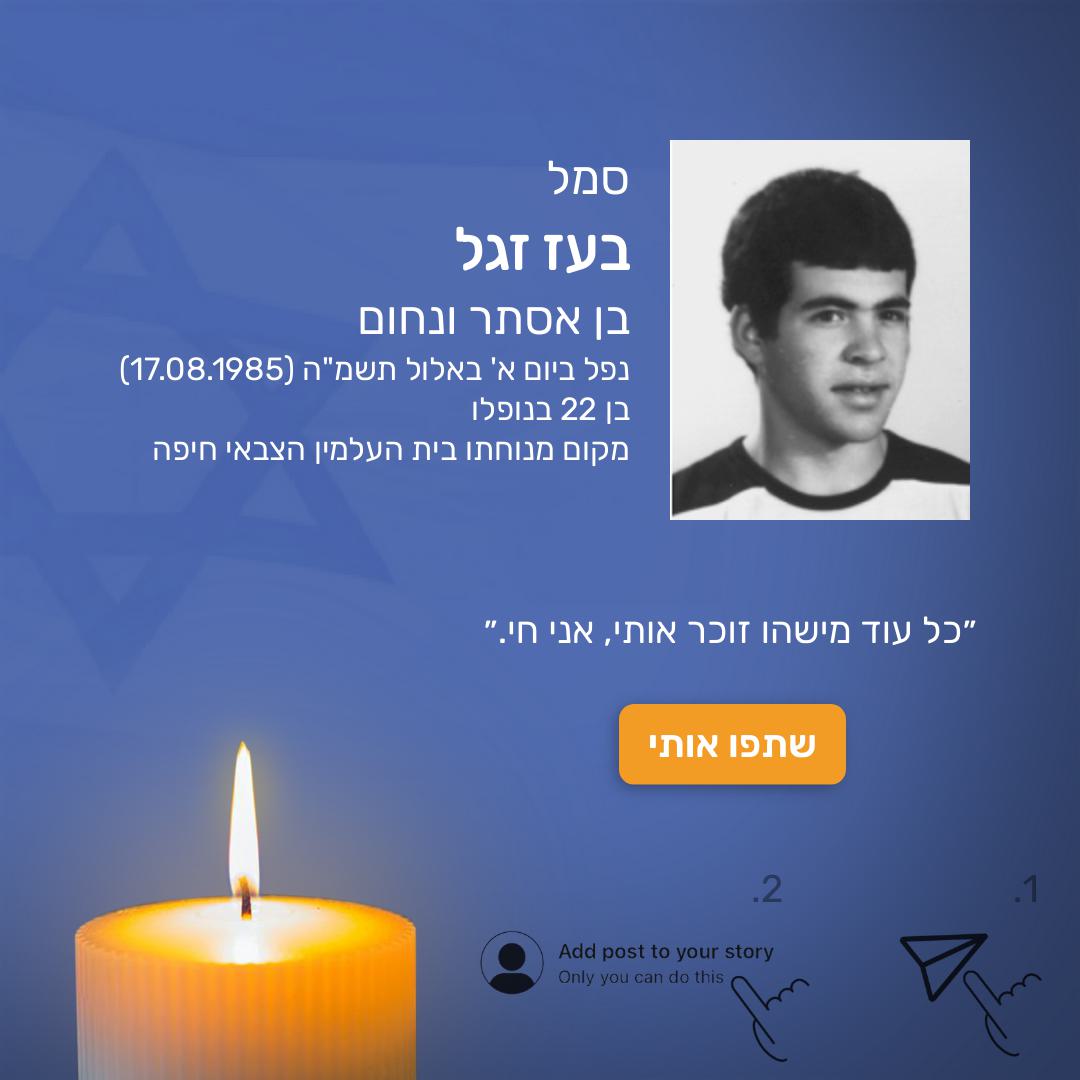 סמל
בעז זגל
בן אסתר ונחום
נפל ביום א' באלול תשמ"ה (17.08.1985)
בן 22 בנופלו
מקום מנוחתו בית העלמין הצבאי חיפה
״כל עוד מישהו זוכר אותי, אני חי.״
שתפו אותי
1.
2.
Add post to your story
Only you can do this